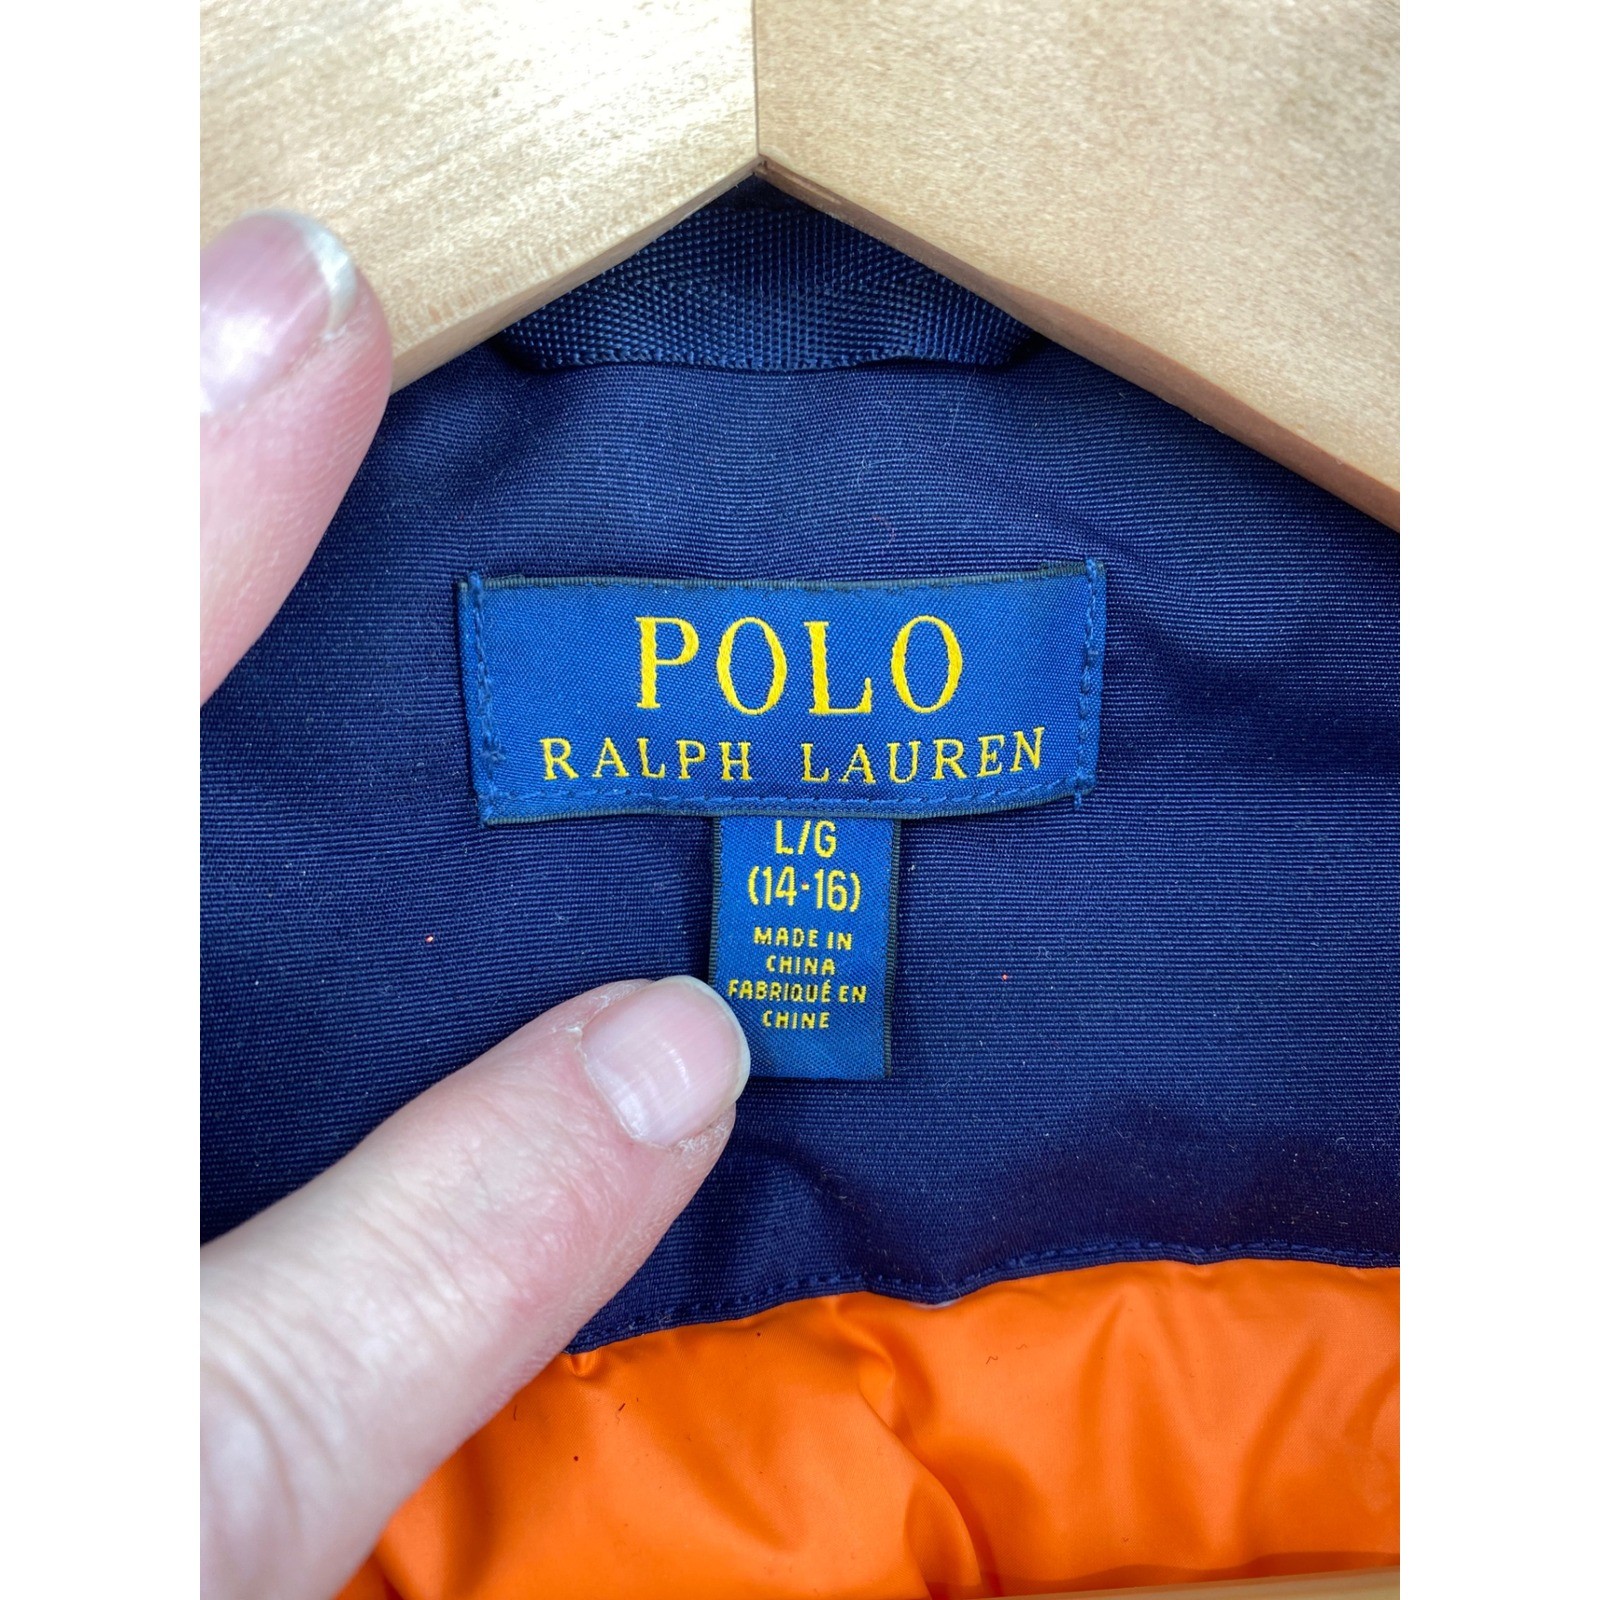 POLO
RALPH LAUREN
L/G
(14-16)
MADE IN
CHINA
FABRIQUÉ EN
CHINE